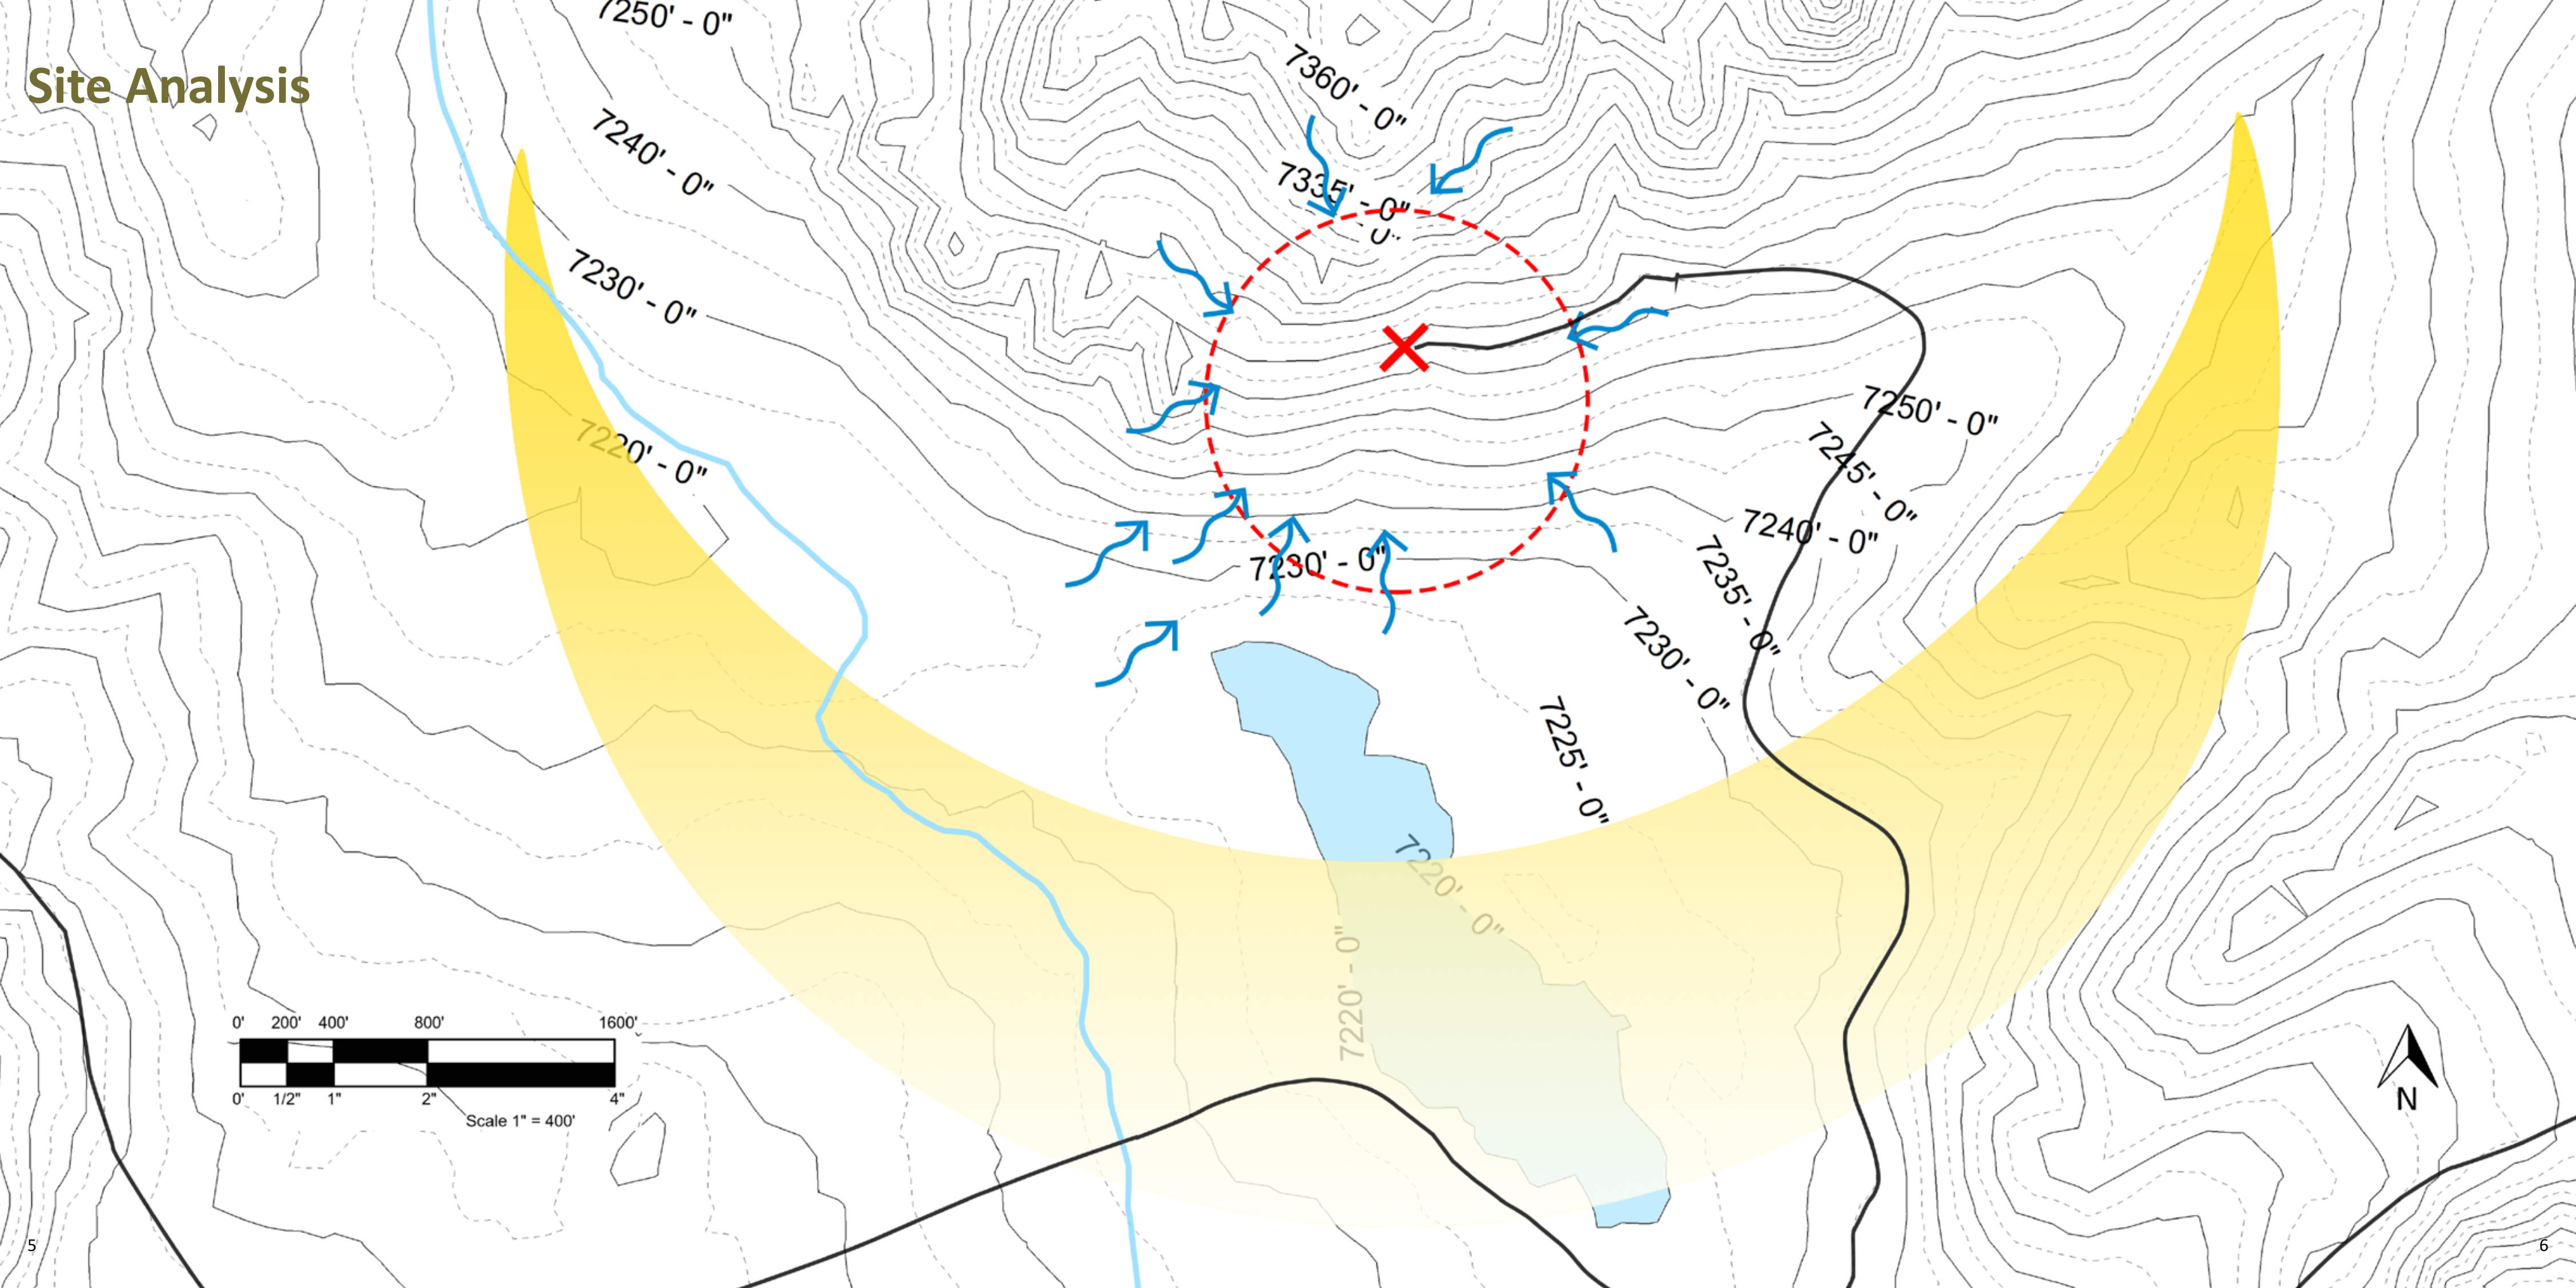 7250' - 0"
Site Analysis
7360' - 0"
7240' - 0"
7335' - 0"
0"
7230' - 0"
7250' - 0"
7220' - 0"
7245' - 0"
7240' - 0"
7230' - 0"
7235' - 0"
7230' - 0"
7225' - 0"
7220' - 0"
7220' - 0"
0' 200' 400' 800' 1600'
0' 1/2" 1" 2" 4"
Scale 1" = 400'
N
5
6